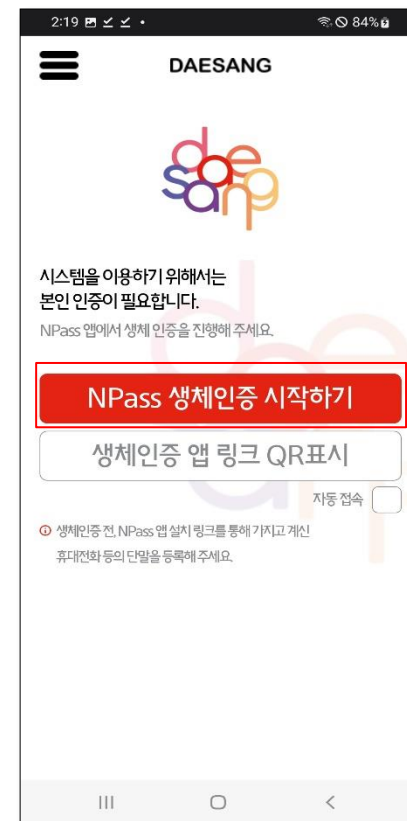 2:19 84%
DAESANG
daesang
시스템을 이용하기 위해서는
본인 인증이 필요합니다.
NPass 앱에서 생체 인증을 진행해 주세요.
NPass 생체인증 시작하기
생체인증 앱 링크 QR표시
자동 접속
생체인증 전, NPass 앱 설치 링크를 통해 가지고 계신
휴대전화 등의 단말을 등록해 주세요.